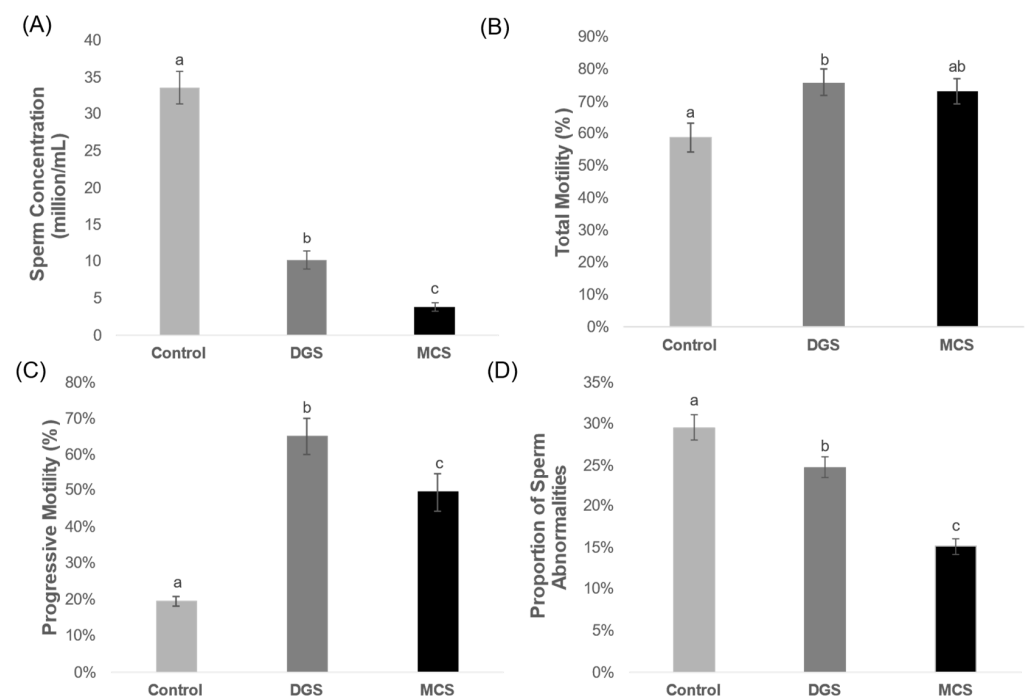 (A)
Sperm Concentration
(million/mL)
40
35
30
25
20
15
10
5
0
a
b
c
Control DGS MCS
(B)
Total Motility (%)
90%
80%
70%
60%
50%
40%
30%
20%
10%
0%
a
b
ab
Control DGS MCS
(C)
Progressive Motility (%)
80%
70%
60%
50%
40%
30%
20%
10%
0%
a
b
c
Control DGS MCS
(D)
Proportion of Sperm
Abnormalities
35%
30%
25%
20%
15%
10%
5%
0%
a
b
c
Control DGS MCS